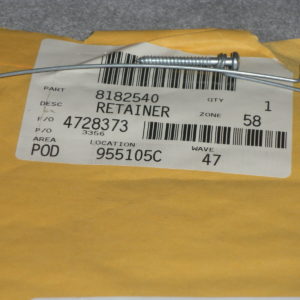 PART 8182540 QTY 1
DESC RETAINER ZONE 58
F/O 4728373
P/O 3356
AREA LOCATION WAVE
POD 955105C 47